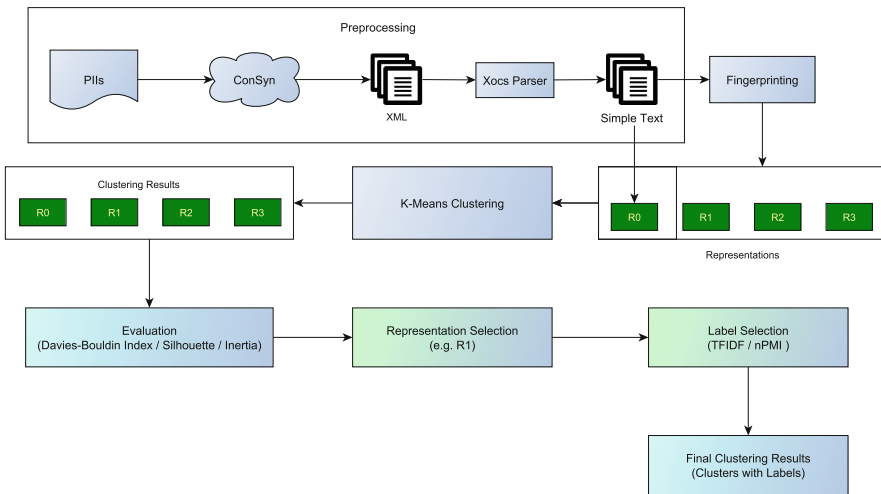 Preprocessing
PIIs
ConSyn
XML
Xocs Parser
Simple Text
Fingerprinting
Clustering Results
R0
R1
R2
R3
K-Means Clustering
R0
R1
R2
R3
Representations
Evaluation
(Davies-Bouldin Index / Silhouette / Inertia)
Representation Selection
(e.g. R1)
Label Selection
(TFIDF / nPMI )
Final Clustering Results
(Clusters with Labels)